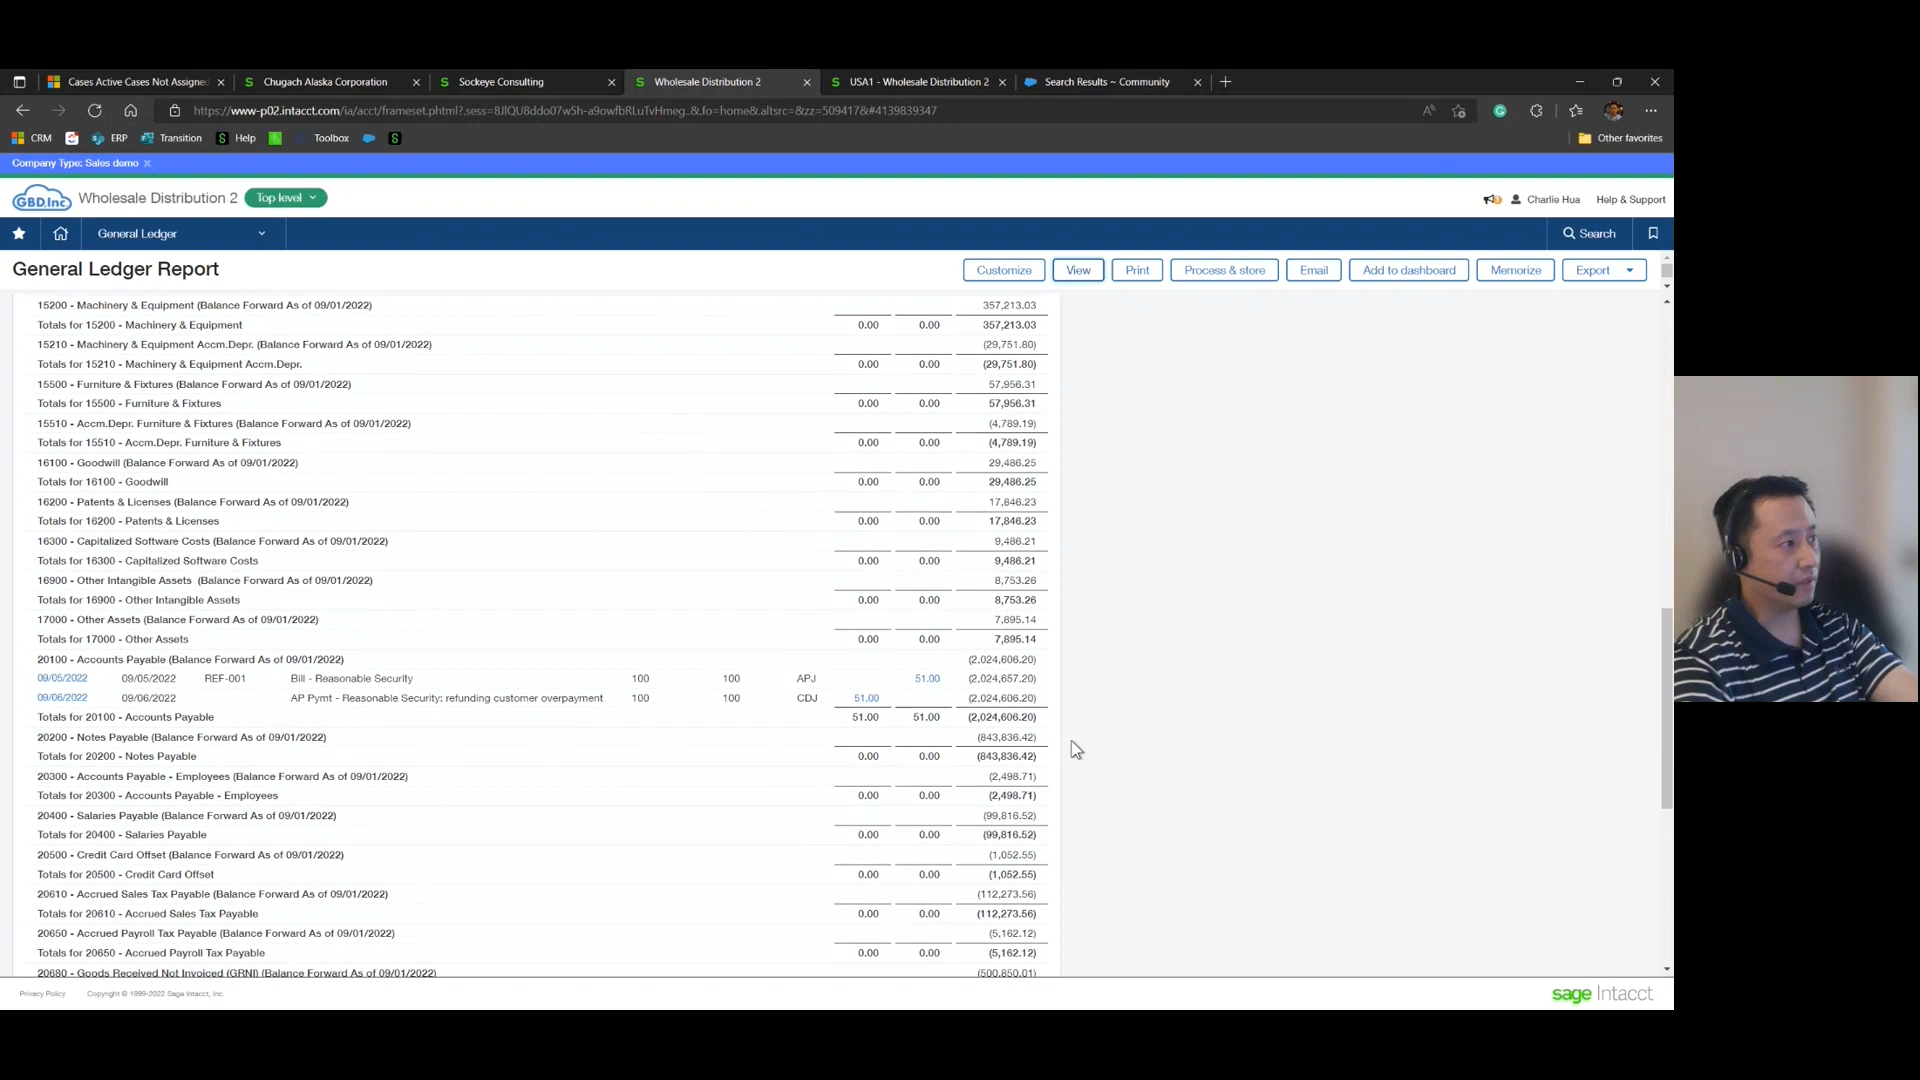 Cases Active Cases Not Assigned
Chugach Alaska Corporation
Sockeye Consulting
Wholesale Distribution 2
USA1 - Wholesale Distribution 2
Search Results ~ Community
https://www-p02.intacct.com/ia/acct/frameset.phtml?.sess=8JlQU8ddo07w5h-a9owfbRLuTvHmeg..&.fo=home&.altsrc=&zz=509417&#4139839347
CRM ERP Transition Help Toolbox Other favorites
Company Type: Sales demo
GBD,Inc. Wholesale Distribution 2 Top level Charlie Hua Help & Support
General Ledger Search
General Ledger Report Customize View Print Process & store Email Add to dashboard Memorize Export
15200 - Machinery & Equipment (Balance Forward As of 09/01/2022) 357,213.03
Totals for 15200 - Machinery & Equipment 0.00 0.00 357,213.03
15210 - Machinery & Equipment Accm.Depr. (Balance Forward As of 09/01/2022) (29,751.80)
Totals for 15210 - Machinery & Equipment Accm.Depr. 0.00 0.00 (29,751.80)
15500 - Furniture & Fixtures (Balance Forward As of 09/01/2022) 57,956.31
Totals for 15500 - Furniture & Fixtures 0.00 0.00 57,956.31
15510 - Accm.Depr. Furniture & Fixtures (Balance Forward As of 09/01/2022) (4,789.19)
Totals for 15510 - Accm.Depr. Furniture & Fixtures 0.00 0.00 (4,789.19)
16100 - Goodwill (Balance Forward As of 09/01/2022) 29,486.25
Totals for 16100 - Goodwill 0.00 0.00 29,486.25
16200 - Patents & Licenses (Balance Forward As of 09/01/2022) 17,846.23
Totals for 16200 - Patents & Licenses 0.00 0.00 17,846.23
16300 - Capitalized Software Costs (Balance Forward As of 09/01/2022) 9,486.21
Totals for 16300 - Capitalized Software Costs 0.00 0.00 9,486.21
16900 - Other Intangible Assets (Balance Forward As of 09/01/2022) 8,753.26
Totals for 16900 - Other Intangible Assets 0.00 0.00 8,753.26
17000 - Other Assets (Balance Forward As of 09/01/2022) 7,895.14
Totals for 17000 - Other Assets 0.00 0.00 7,895.14
20100 - Accounts Payable (Balance Forward As of 09/01/2022) (2,024,606.20)
09/05/2022 09/05/2022 REF-001 Bill - Reasonable Security 100 100 APJ 51.00 (2,024,657.20)
09/06/2022 09/06/2022 AP Pymt - Reasonable Security: refunding customer overpayment 100 100 CDJ 51.00 (2,024,606.20)
Totals for 20100 - Accounts Payable 51.00 51.00 (2,024,606.20)
20200 - Notes Payable (Balance Forward As of 09/01/2022) (843,836.42)
Totals for 20200 - Notes Payable 0.00 0.00 (843,836.42)
20300 - Accounts Payable - Employees (Balance Forward As of 09/01/2022) (2,498.71)
Totals for 20300 - Accounts Payable - Employees 0.00 0.00 (2,498.71)
20400 - Salaries Payable (Balance Forward As of 09/01/2022) (99,816.52)
Totals for 20400 - Salaries Payable 0.00 0.00 (99,816.52)
20500 - Credit Card Offset (Balance Forward As of 09/01/2022) (1,052.55)
Totals for 20500 - Credit Card Offset 0.00 0.00 (1,052.55)
20610 - Accrued Sales Tax Payable (Balance Forward As of 09/01/2022) (112,273.56)
Totals for 20610 - Accrued Sales Tax Payable 0.00 0.00 (112,273.56)
20650 - Accrued Payroll Tax Payable (Balance Forward As of 09/01/2022) (5,162.12)
Totals for 20650 - Accrued Payroll Tax Payable 0.00 0.00 (5,162.12)
20680 - Goods Received Not Invoiced (GRNI) (Balance Forward As of 09/01/2022) (500,850.01)
Privacy Policy Copyright © 1999-2022 Sage Intacct, Inc. sage Intacct